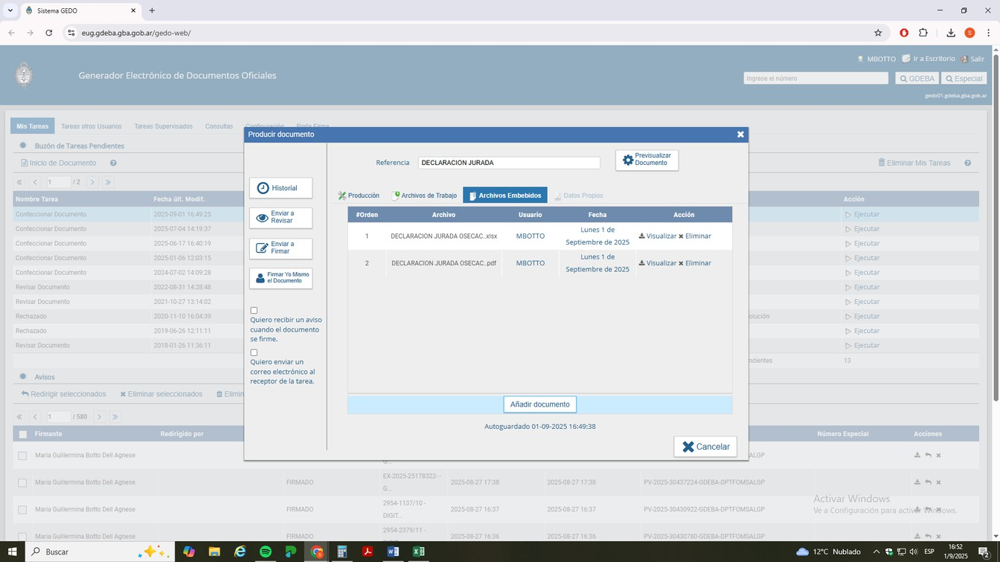 Sistema GEDO
eug.gdeba.gba.gob.ar/gedo-web/
S
MBOTTO Ir a Escritorio Salir
Generador Electrónico de Documentos Oficiales
Ingrese el número GDEBA Especial
gedo01.gdeba.gba.gob.ar
Mis Tareas Tareas otros Usuarios Tareas Supervisados Consultas Configuración Porta Firma
Producir documento
Buzón de Tareas Pendientes
Inicio de Documento Eliminar Mis Tareas
1 / 2
Nombre Tarea Fecha últ. Modif. Acción
Confeccionar Documento 2025-09-01 16:49:25 Ejecutar
Confeccionar Documento 2025-07-04 14:19:37 Ejecutar
Confeccionar Documento 2025-06-17 16:40:19 Ejecutar
Confeccionar Documento 2025-01-06 12:03:15 Ejecutar
Confeccionar Documento 2024-07-02 14:09:28 Ejecutar
Revisar Documento 2022-08-31 14:28:48 Ejecutar
Revisar Documento 2021-10-27 13:14:02 Ejecutar
Rechazado 2020-11-10 16:04:39 olución Ejecutar
Rechazado 2019-06-26 12:11:11 Ejecutar
Revisar Documento 2018-01-26 11:36:11 Ejecutar
ndientes 13
Referencia DECLARACION JURADA
Previsualizar
Documento
Historial
Enviar a
Revisar
Enviar a
Firmar
Firmar Yo Mismo
el Documento
Quiero recibir un aviso
cuando el documento
se firme.
Quiero enviar un
correo electrónico al
receptor de la tarea.
Producción Archivos de Trabajo Archivos Embebidos Datos Propios
#Orden Archivo Usuario Fecha Acción
1 DECLARACION JURADA OSECAC..xlsx MBOTTO Lunes 1 de
Septiembre de 2025 Visualizar Eliminar
2 DECLARACION JURADA OSECAC..pdf MBOTTO Lunes 1 de
Septiembre de 2025 Visualizar Eliminar
Añadir documento
Autoguardado 01-09-2025 16:49:38
Cancelar
Avisos
Redirigir seleccionados Eliminar seleccionados Elimin
1 / 580
Firmante Redirigido por Número Especial Acciones
Maria Guillermina Botto Dell Agnese G... ALGP
Maria Guillermina Botto Dell Agnese FIRMADO EX-2025-25178322- -
G... 2025-08-27 17:38 2025-08-27 17:38 PV-2025-30437224-GDEBA-DPTFOMSALGP
Maria Guillermina Botto Dell Agnese FIRMADO 2954-1137/10 -
DIGIT... 2025-08-27 16:37 2025-08-27 16:37 PV-2025-30430922-GDEBA-DPTFOMSALGP
Maria Guillermina Botto Dell Agnese FIRMADO 2954-2379/11 -
DIGIT... 2025-08-27 16:36 2025-08-27 16:36 PV-2025-30430780-GDEBA-DPTFOMSALGP
Activar Windows
Ve a Configuración para activar Windows.
Buscar
12°C Nublado ESP 16:52
1/9/2025
2